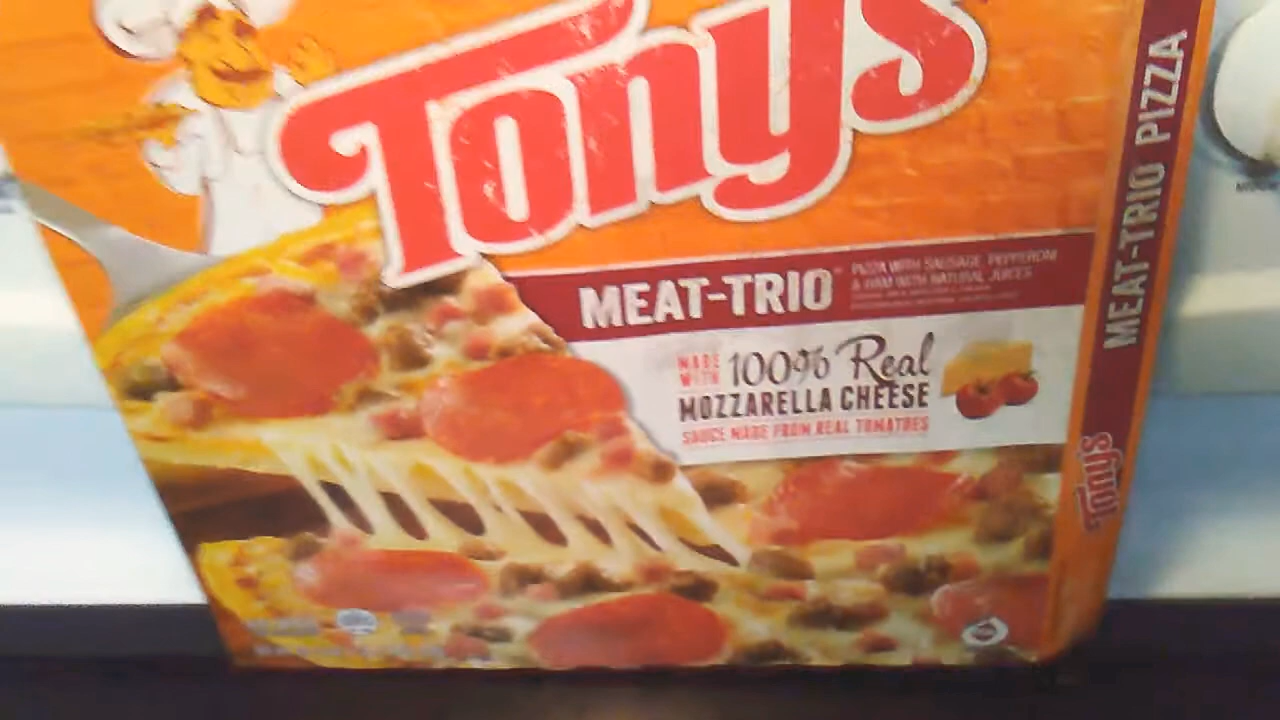 Tony's
MEAT-TRIO
PIZZA WITH SAUSAGE, PEPPERONI
& HAM WITH NATURAL JUICES
MADE
WITH
100% Real
MOZZARELLA CHEESE
SAUCE MADE FROM REAL TOMATOES
MEAT-TRIO PIZZA
Tony's